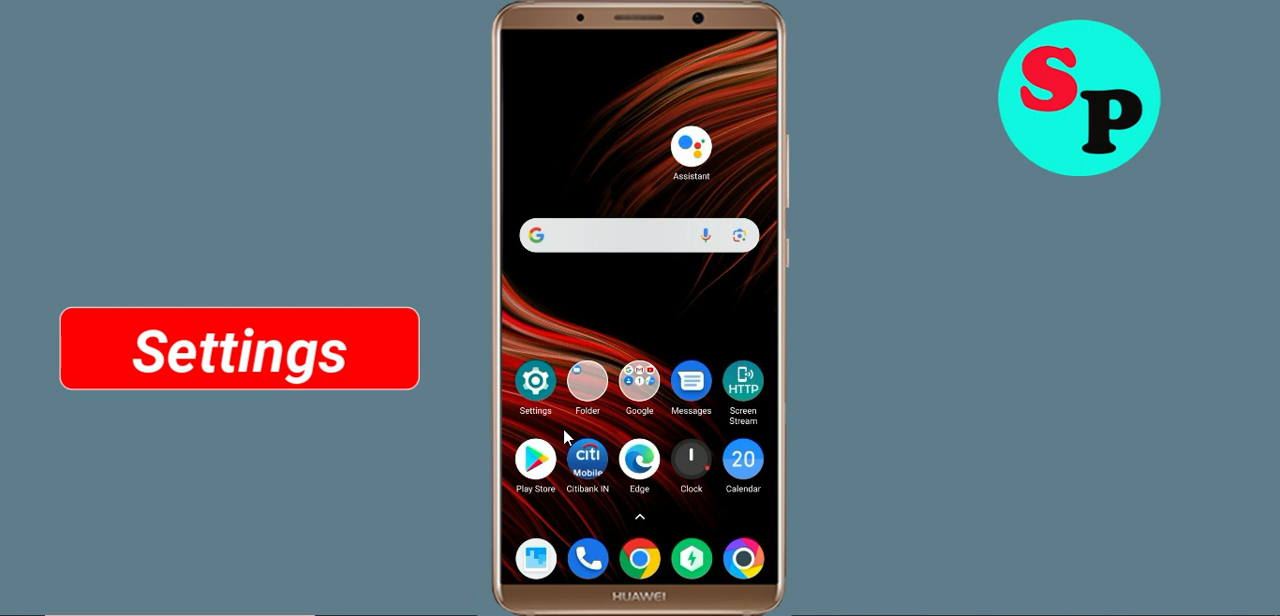 SP
Assistant
Settings
Settings
Folder
Google
Messages
HTTP
Screen
Stream
citi
Mobile
20
Play Store
Citibank IN
Edge
Clock
Calendar
HUAWEI